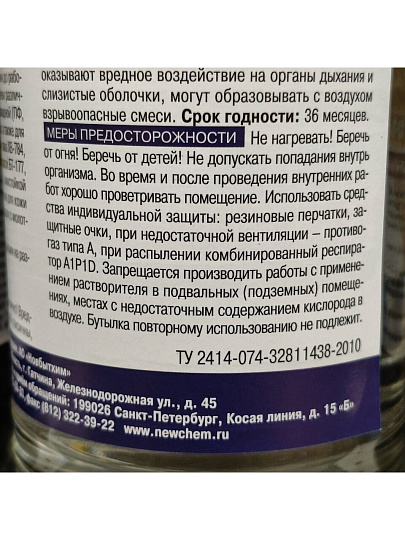 оказывают вредное воздействие на органы дыхания и
слизистые оболочки, могут образовывать с воздухом
взрывоопасные смеси. Срок годности: 36 месяцев.
МЕРЫ ПРЕДОСТОРОЖНОСТИ Не нагревать! Беречь
от огня! Беречь от детей! Не допускать попадания внутрь
организма. Во время и после проведения внутренних ра-
бот хорошо проветривать помещение. Использовать сред-
ства индивидуальной защиты: резиновые перчатки, за-
щитные очки, при недостаточной вентиляции – противо-
газ типа А, при распылении комбинированный респира-
тор А1Р1D. Запрещается производить работы с примене-
нием растворителя в подвальных (подземных) помеще-
ниях, местах с недостаточным содержанием кислорода в
воздухе. Бутылка повторному использованию не подлежит.
ТУ 2414-074-32811438-2010
АО «Новбытхим»
г. Гатчина, Железнодорожная ул., д. 45
обращений: 199026 Санкт-Петербург, Косая линия, д. 15 «Б»
факс (812) 322-39-22
www.newchem.ru